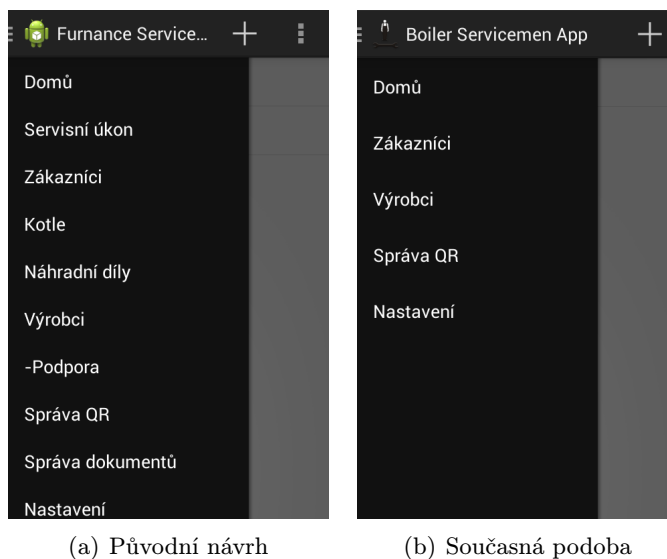 Furnance Service...
Domů
Servisní úkon
Zákazníci
Kotle
Náhradní díly
Výrobci
-Podpora
Správa QR
Správa dokumentů
Nastavení
(a) Původní návrh
Boiler Servicemen App
Domů
Zákazníci
Výrobci
Správa QR
Nastavení
(b) Současná podoba